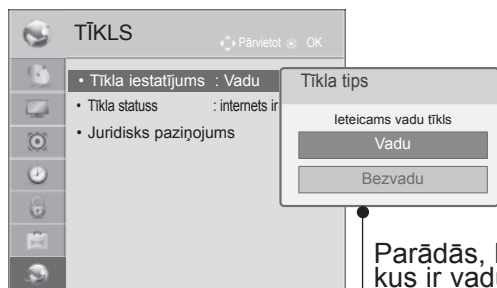 TĪKLS
Pārvietot OK
• Tīkla iestatījums : Vadu
• Tīkla statuss : internets ir
• Juridisks paziņojums
Tīkla tips
Ieteicams vadu tīkls
Vadu
Bezvadu
Parādās,
kus ir